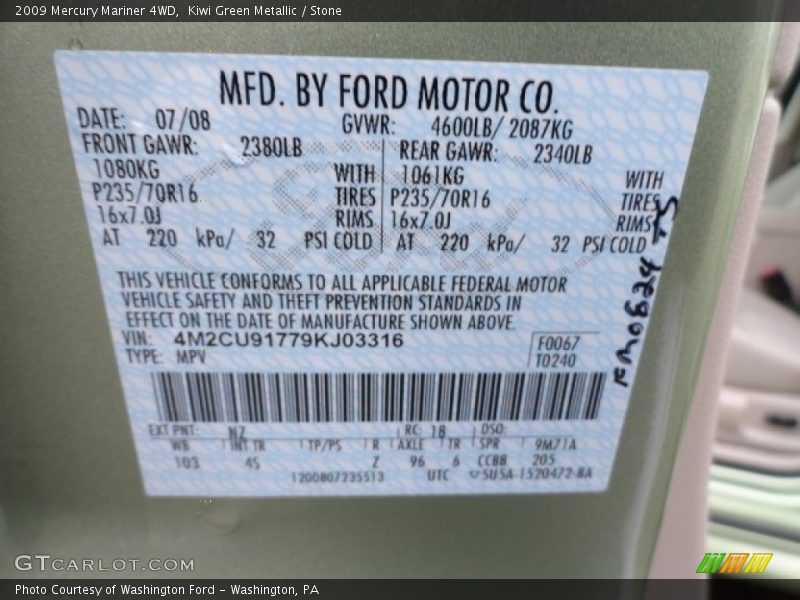 2009 Mercury Mariner 4WD, Kiwi Green Metallic / Stone
MFD. BY FORD MOTOR CO.
DATE: 07/08 GVWR: 4600LB/ 2087KG
FRONT GAWR: 2380LB REAR GAWR: 2340LB
1080KG WITH 1061KG WITH
P235/70R16 TIRES P235/70R16 TIRES
16x7.0J RIMS 16x7.0J RIMS
AT 220 kPa/ 32 PSI COLD AT 220 kPa/ 32 PSI COLD
THIS VEHICLE CONFORMS TO ALL APPLICABLE FEDERAL MOTOR
VEHICLE SAFETY AND THEFT PREVENTION STANDARDS IN
EFFECT ON THE DATE OF MANUFACTURE SHOWN ABOVE.
VIN: 4M2CU91779KJ03316 F0067
TYPE: MPV T0240
EXT PNT: NZ RC: 18 DSO:
WB INT TR TP/PS R AXLE TR SPR 9M71A
103 4S Z 96 6 CCBB 205
1200807235513 UTC 5U5A-1520472-BA
GTCARLOT.COM
Photo Courtesy of Washington Ford - Washington, PA